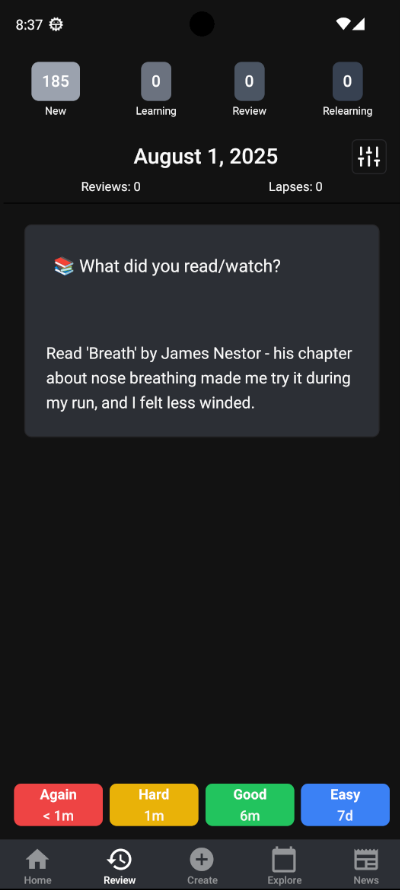 8:37
185 0 0 0
New Learning Review Relearning
August 1, 2025
Reviews: 0 Lapses: 0
📚 What did you read/watch?
Read 'Breath' by James Nestor - his chapter
about nose breathing made me try it during
my run, and I felt less winded.
Again Hard Good Easy
< 1m 1m 6m 7d
Home Review Create Explore News